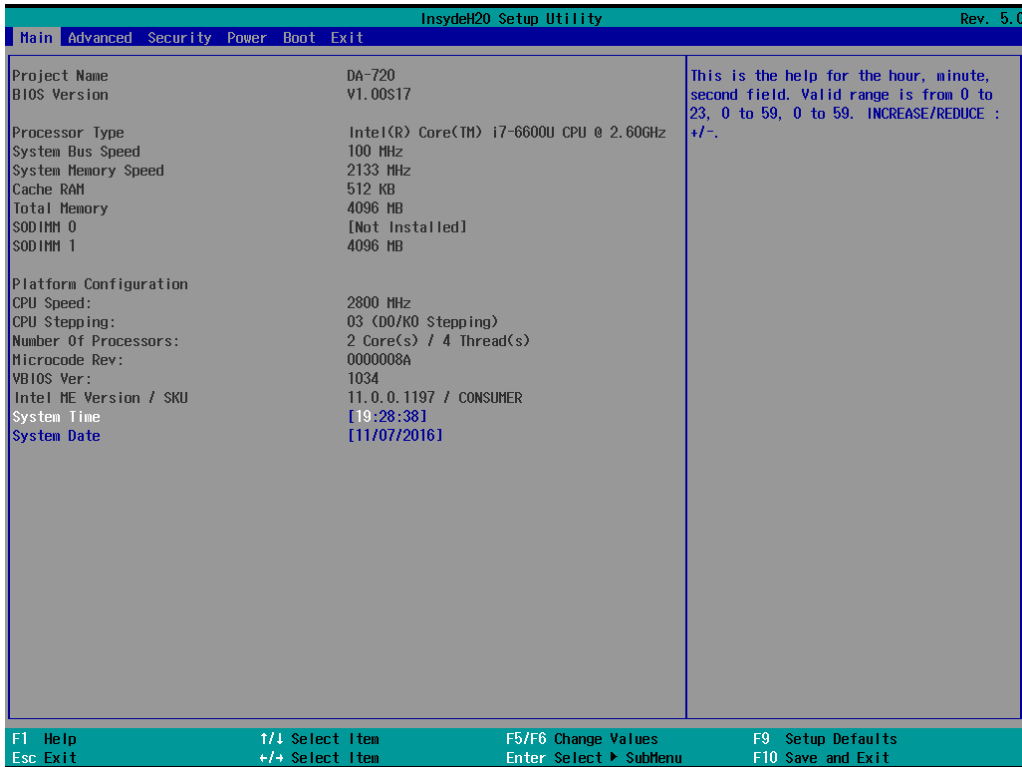 InsydeH20 Setup Utility Rev. 5.0
Main Advanced Security Power Boot Exit
Project Name DA-720
BIOS Version V1.00S17
Processor Type Intel(R) Core(TM) i7-6600U CPU @ 2.60GHz
System Bus Speed 100 MHz
System Memory Speed 2133 MHz
Cache RAM 512 KB
Total Memory 4096 MB
SODIMM 0 [Not Installed]
SODIMM 1 4096 MB
Platform Configuration
CPU Speed: 2800 MHz
CPU Stepping: 03 (D0/K0 Stepping)
Number Of Processors: 2 Core(s) / 4 Thread(s)
Microcode Rev: 0000008A
VBIOS Ver: 1034
Intel ME Version / SKU 11.0.0.1197 / CONSUMER
System Time [19:28:38]
System Date [11/07/2016]
This is the help for the hour, minute,
second field. Valid range is from 0 to
23, 0 to 59, 0 to 59. INCREASE/REDUCE :
+/-.
F1 Help ↑/↓ Select Item F5/F6 Change Values F9 Setup Defaults
Esc Exit ←/→ Select Item Enter Select ▶ SubMenu F10 Save and Exit